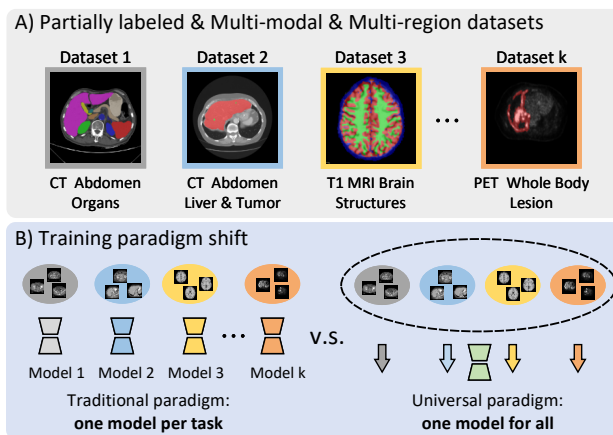 A) Partially labeled & Multi-modal & Multi-region datasets
Dataset 1
Dataset 2
Dataset 3
Dataset k
...
CT Abdomen
Organs
CT Abdomen
Liver & Tumor
T1 MRI Brain
Structures
PET Whole Body
Lesion
B) Training paradigm shift
...
v.s.
Model 1
Model 2
Model 3
Model k
Traditional paradigm:
one model per task
Universal paradigm:
one model for all